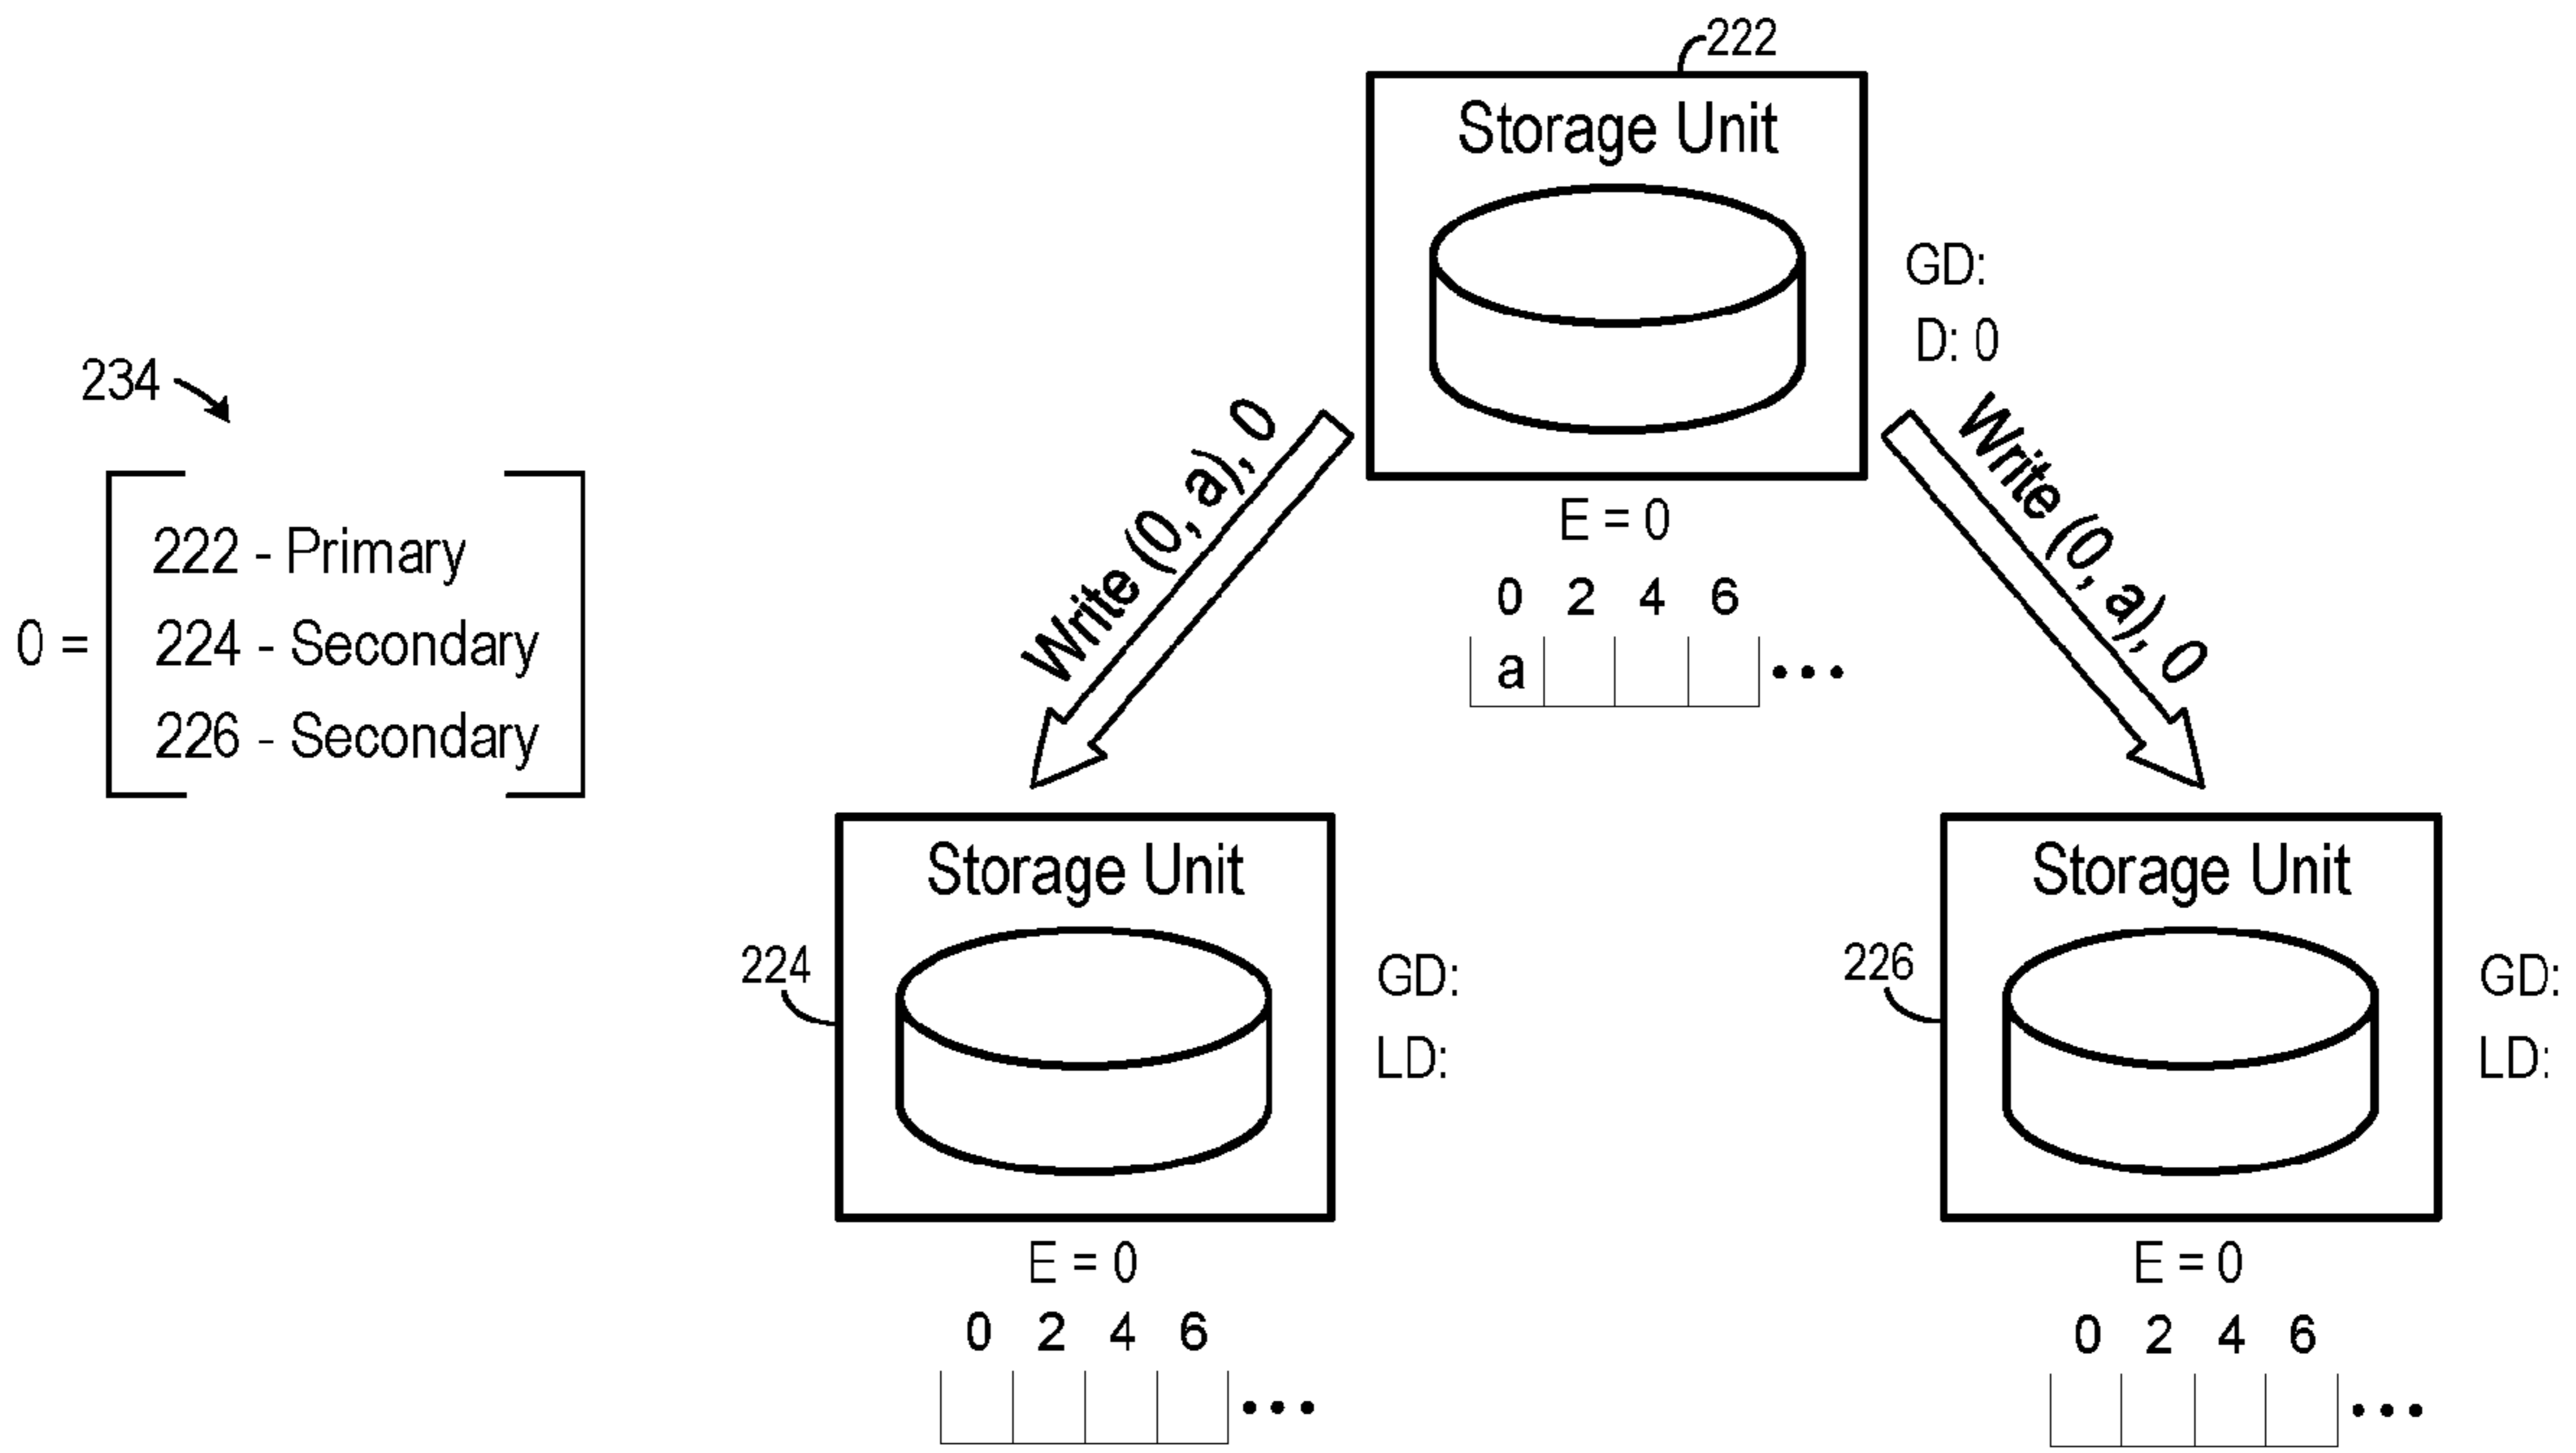 222
Storage Unit
GD:
D: 0
234
0 =
222 - Primary
224 - Secondary
226 - Secondary
Write (0, a), 0
Write (0, a), 0
E = 0
0 2 4 6
a •••
Storage Unit
224
GD:
LD:
E = 0
0 2 4 6
•••
Storage Unit
226
GD:
LD:
E = 0
0 2 4 6
•••